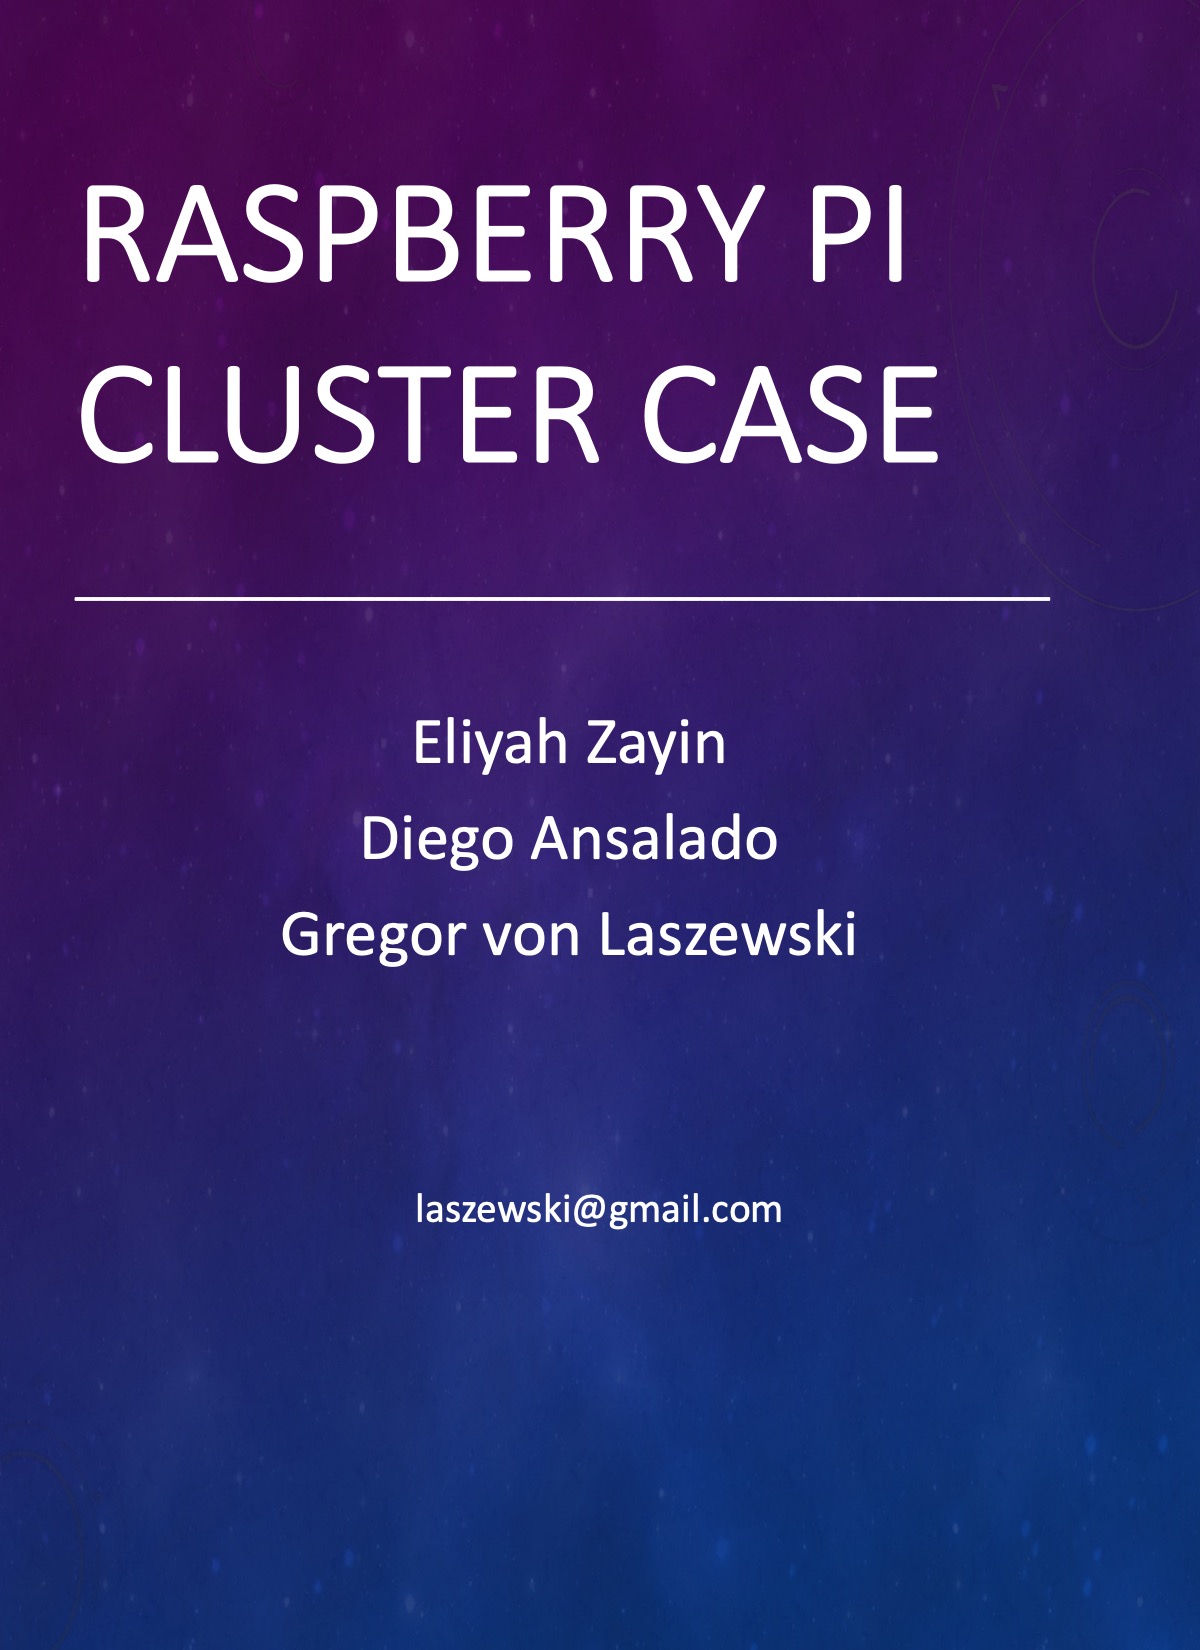 RASPBERRY PI
CLUSTER CASE
Eliyah Zayin
Diego Ansalado
Gregor von Laszewski
laszewski@gmail.com